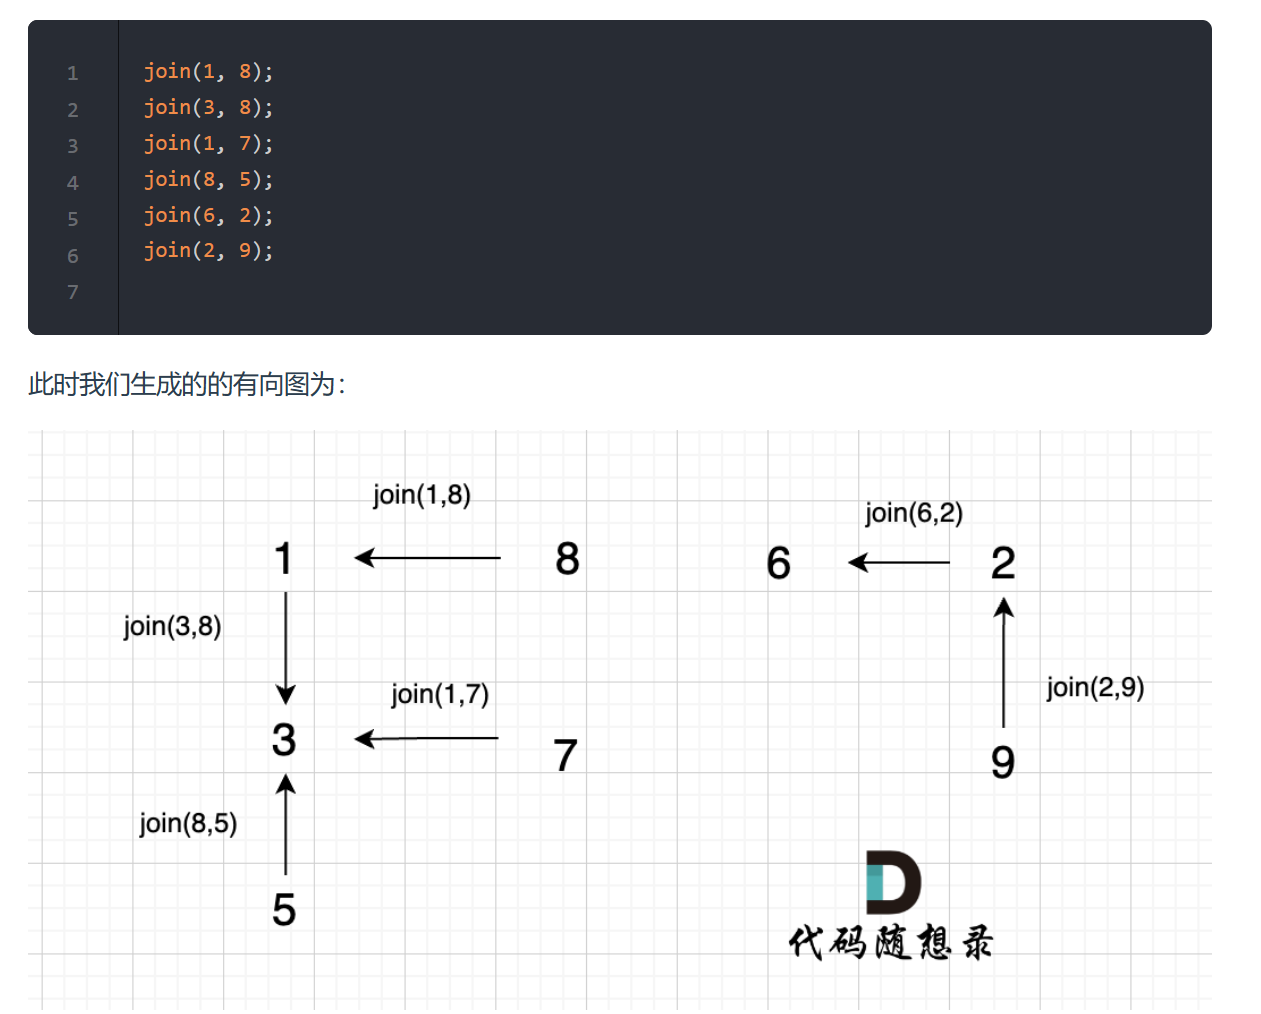 1 join(1, 8);
2 join(3, 8);
3 join(1, 7);
4 join(8, 5);
5 join(6, 2);
6 join(2, 9);
7
此时我们生成的的有向图为：
join(1,8)
join(6,2)
1 8 6 2
join(3,8)
join(1,7)
join(2,9)
3 7 9
join(8,5)
5
代码随想录